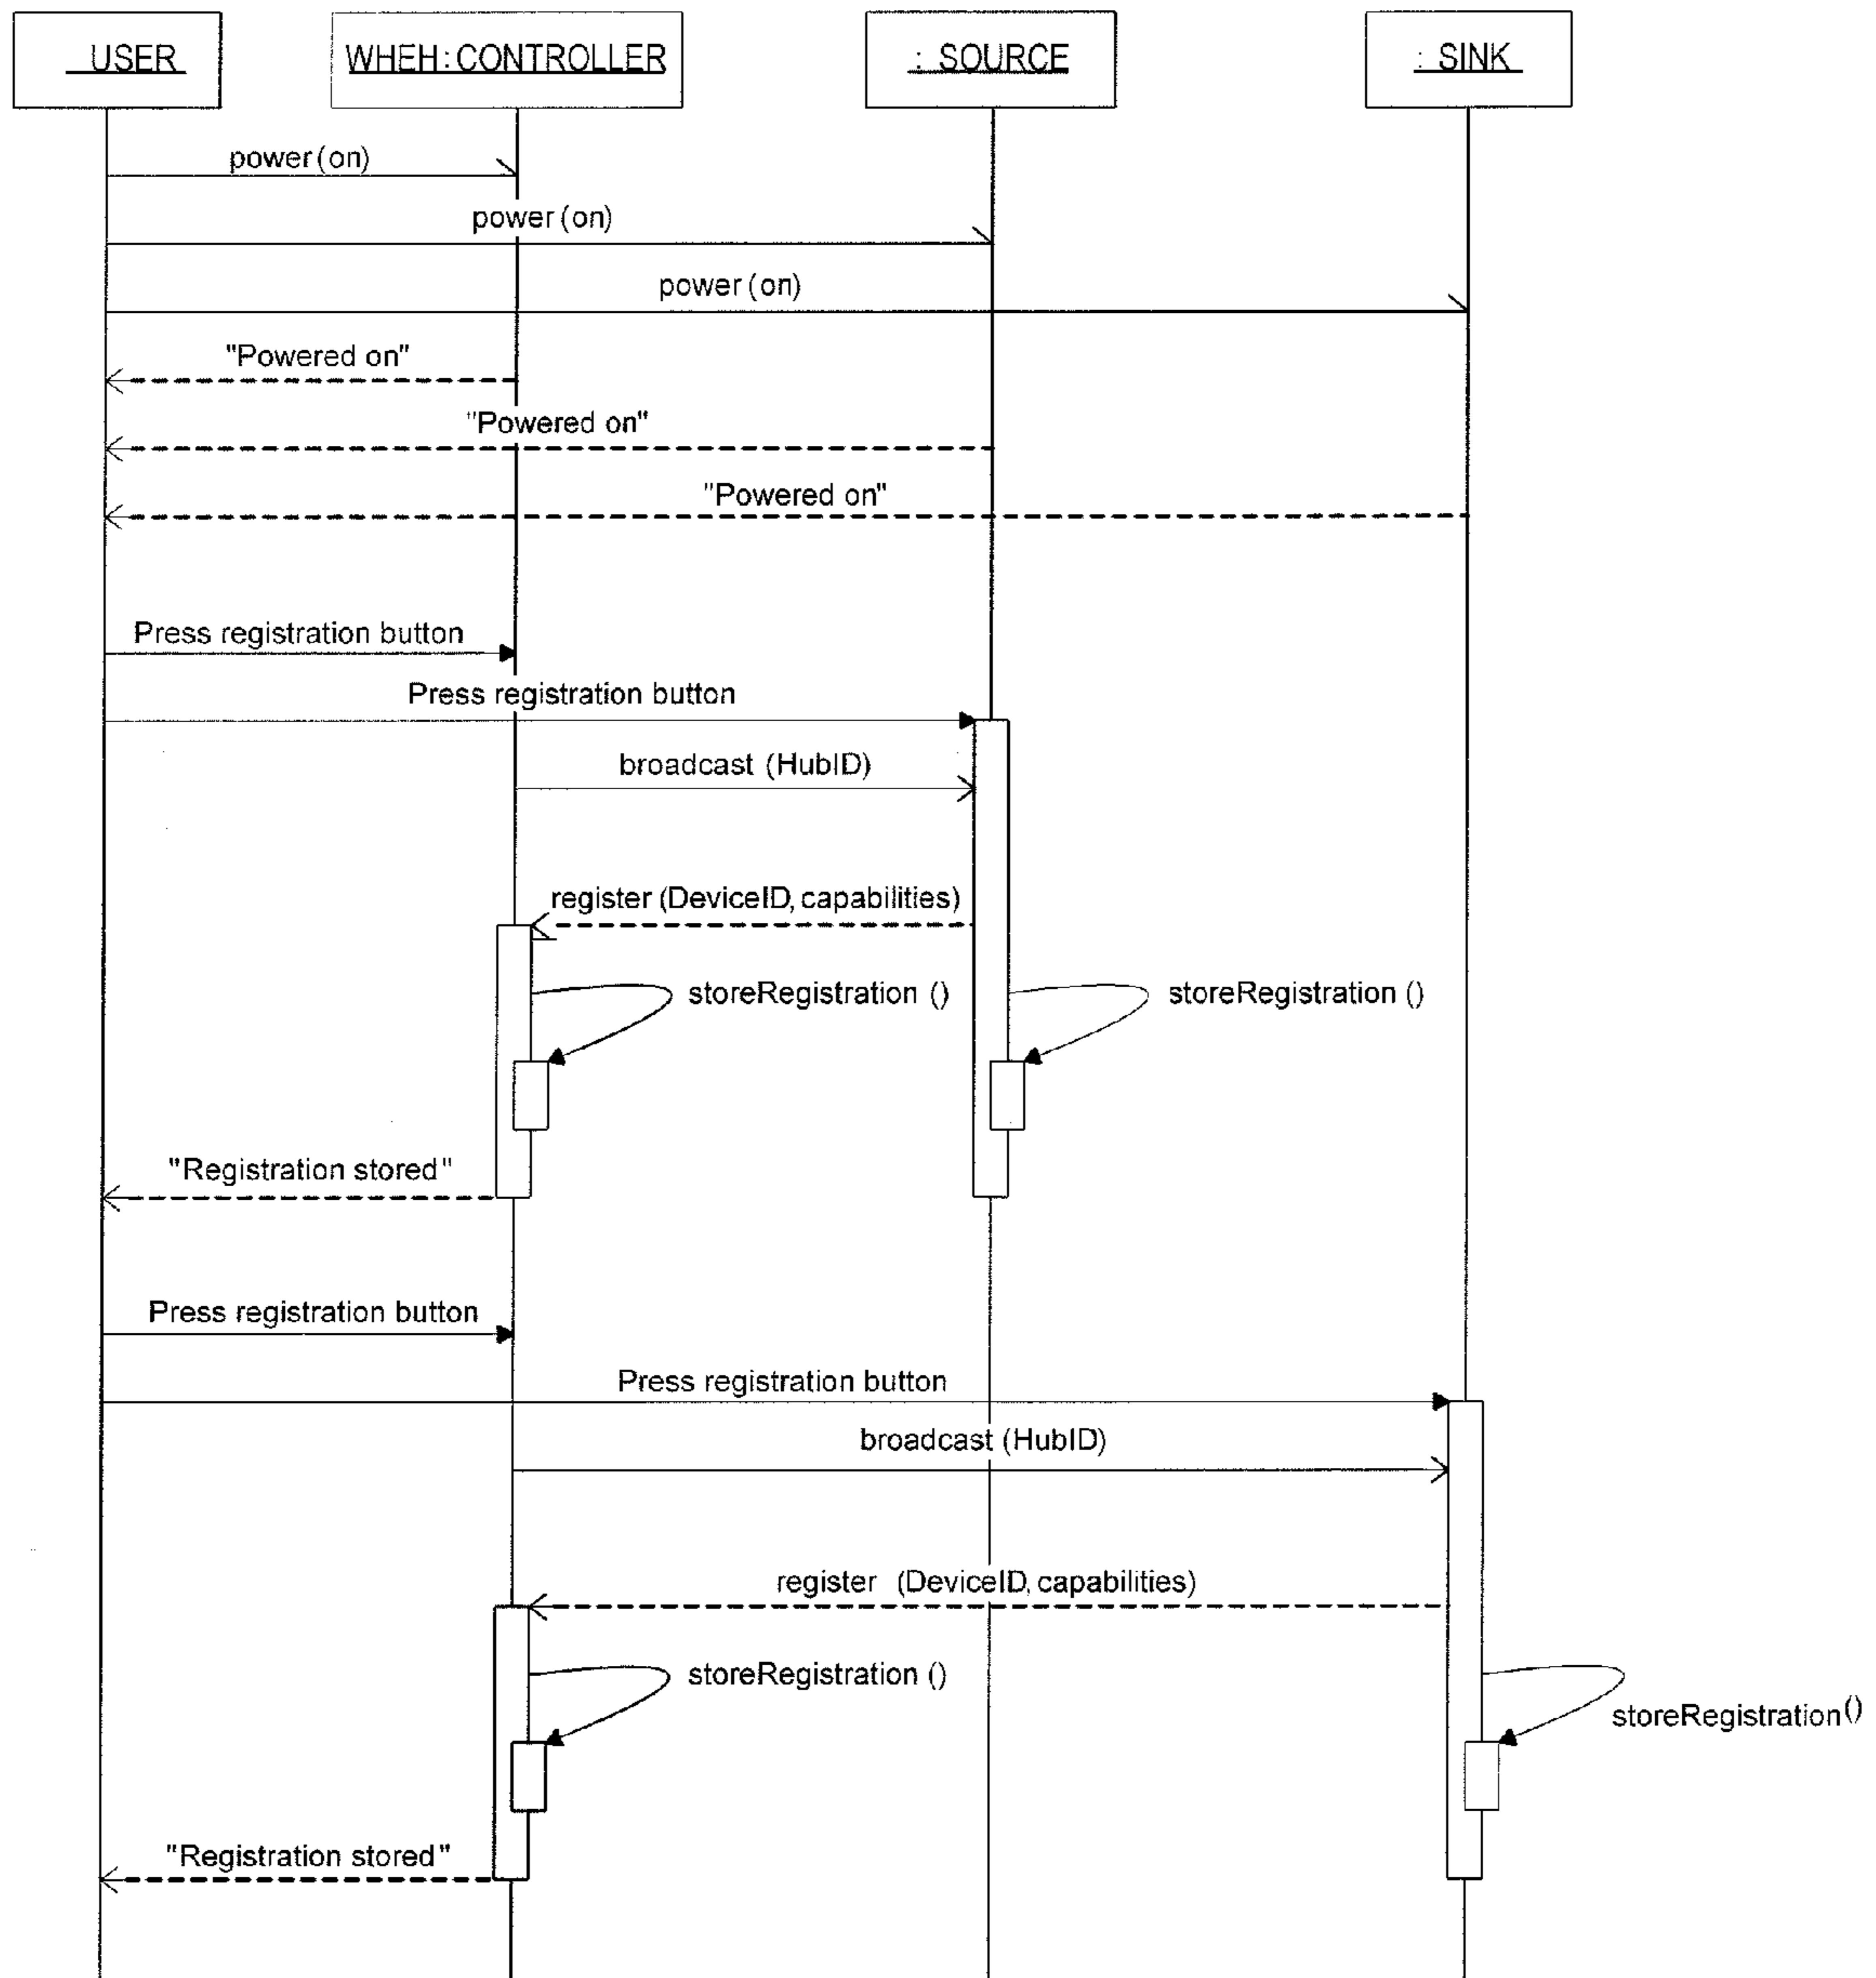 USER
WHEH:CONTROLLER
: SOURCE
: SINK
power (on)
power (on)
power (on)
"Powered on"
"Powered on"
"Powered on"
Press registration button
Press registration button
broadcast (HubID)
register (DeviceID, capabilities)
storeRegistration ()
storeRegistration ()
"Registration stored"
Press registration button
Press registration button
broadcast (HubID)
register (DeviceID, capabilities)
storeRegistration ()
storeRegistration()
"Registration stored"